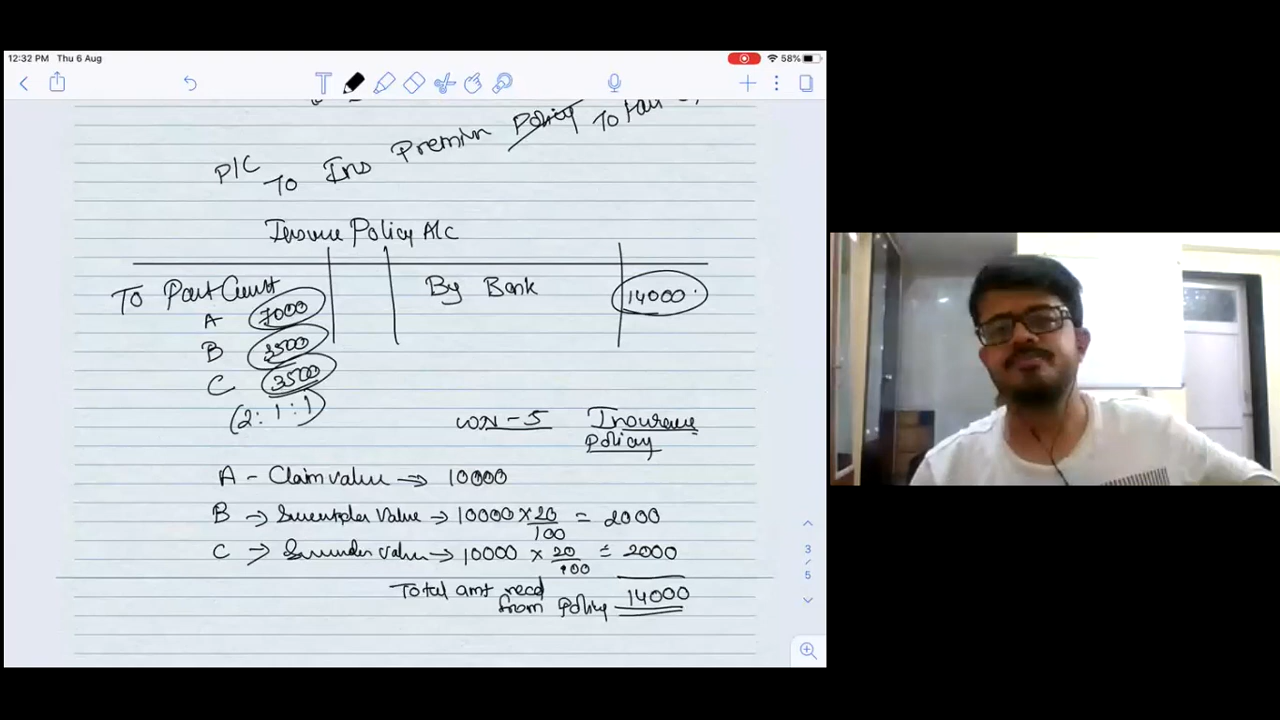 12:32 PM Thu 6 Aug
58%
Premium Policy To Part
P/C To Ins
Insurance Policy A/c
To Part Curnt By Bank 14000
A 7000
B 3500
C 3500
(2:1:1)
WN-5 Insurance
policy
A - Claim value → 10000
B → Surrender Value → 10000 × 20/100 = 2000
C → Surrender value → 10000 × 20/100 = 2000
Total amt recd
from policy 14000
3
/
5